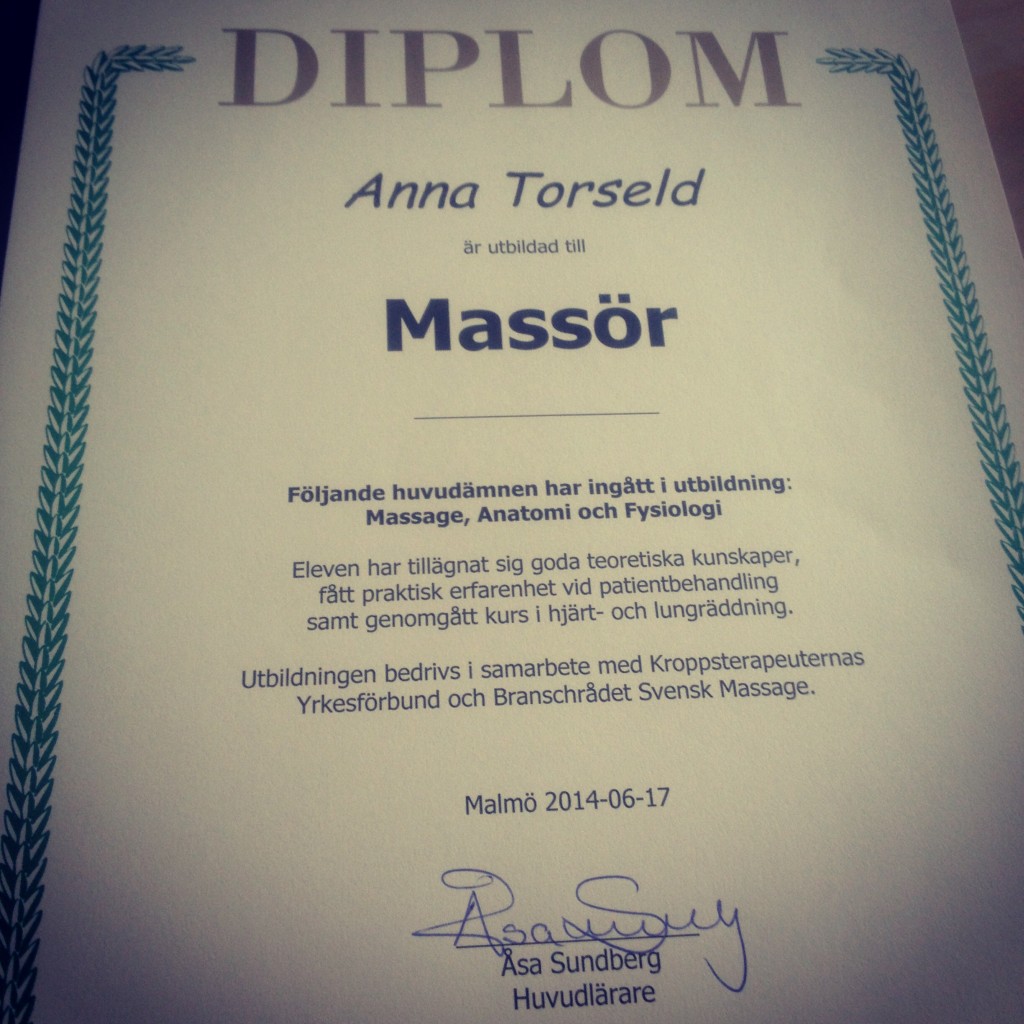 DIPLOM
Anna Torseld
är utbildad till
Massör
Följande huvudämnen har ingått i utbildning:
Massage, Anatomi och Fysiologi
Eleven har tillägnat sig goda teoretiska kunskaper,
fått praktisk erfarenhet vid patientbehandling
samt genomgått kurs i hjärt- och lungräddning.
Utbildningen bedrivs i samarbete med Kroppsterapeuternas
Yrkesförbund och Branschrådet Svensk Massage.
Malmö 2014-06-17
Åsa Sundberg
Huvudlärare